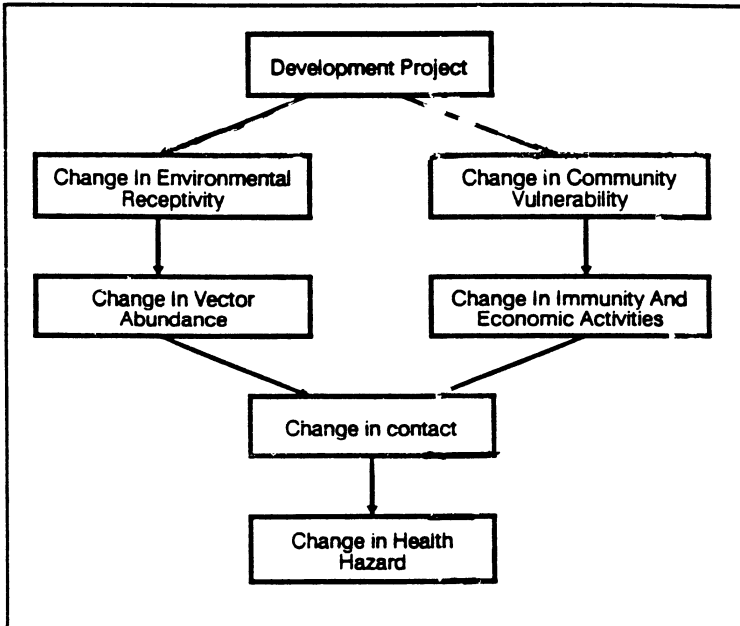 Development Project
Change In Environmental
Receptivity
Change in Community
Vulnerability
Change In Vector
Abundance
Change In Immunity And
Economic Activities
Change in contact
Change in Health
Hazard